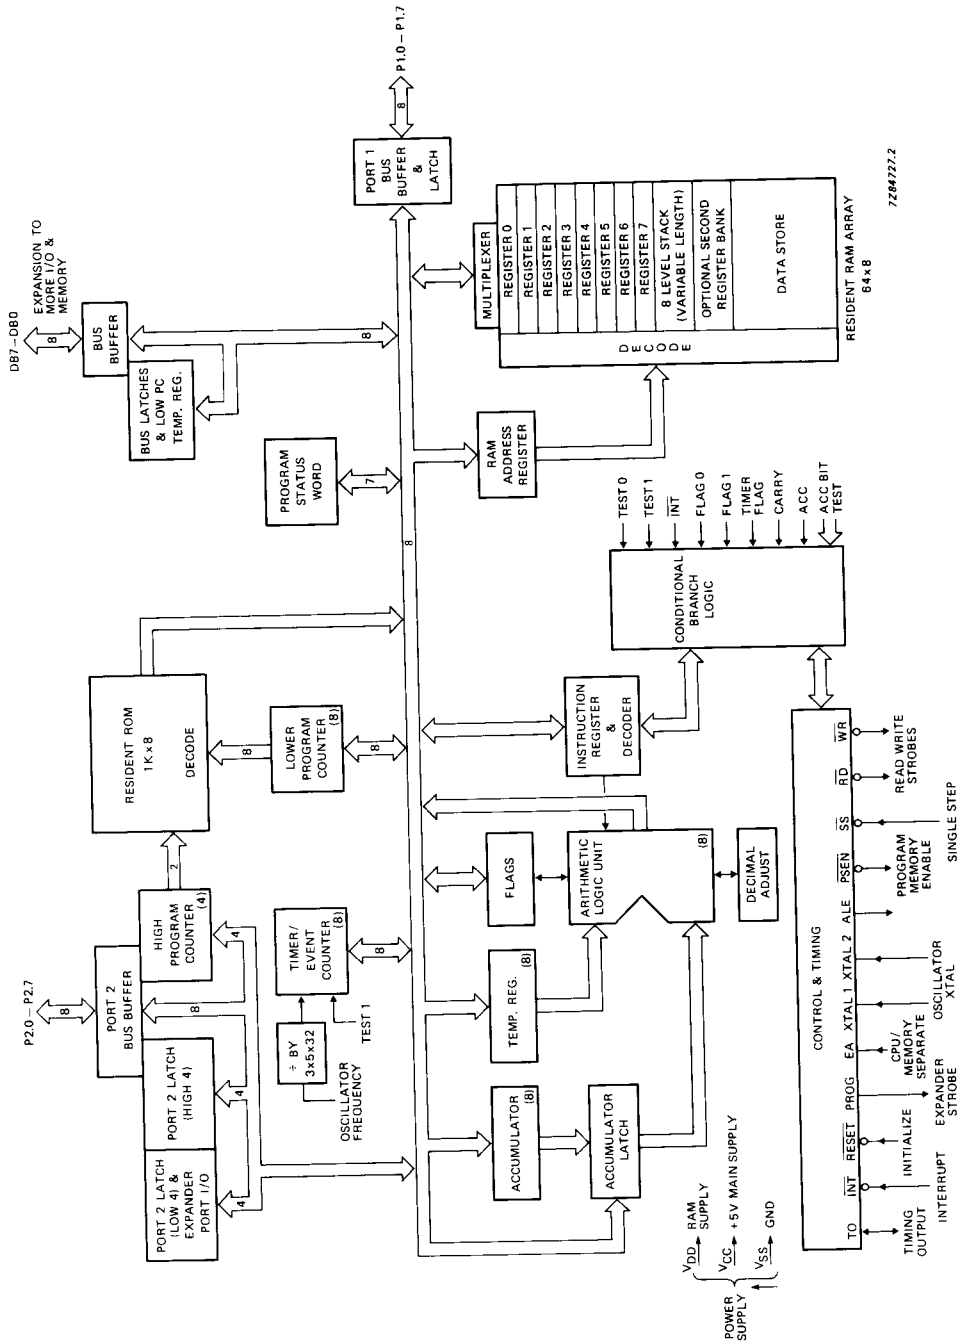 P2.0–P2.7
8
PORT 2
BUS BUFFER
PORT 2 LATCH
(LOW 4) &
EXPANDER
PORT I/O
PORT 2 LATCH
(HIGH 4)
HIGH
PROGRAM
COUNTER
(4)
4
4
8
4
2
RESIDENT ROM
1K x 8
DECODE
8
LOWER
PROGRAM
COUNTER
(8)
8
÷ BY
3x5x32
OSCILLATOR
FREQUENCY
TEST 1
TIMER/
EVENT
COUNTER
(8)
8
PROGRAM
STATUS
WORD
7
DB7–DB0
EXPANSION TO
MORE I/O &
MEMORY
8
BUS
BUFFER
BUS LATCHES
& LOW PC
TEMP. REG.
8
8
PORT 1
BUS
BUFFER
&
LATCH
8
P1.0–P1.7
ACCUMULATOR
(8)
ACCUMULATOR
LATCH
TEMP. REG.
(8)
FLAGS
ARITHMETIC
LOGIC UNIT
(8)
DECIMAL
ADJUST
INSTRUCTION
REGISTER
&
DECODER
RAM
ADDRESS
REGISTER
MULTIPLEXER
DECODE
REGISTER 0
REGISTER 1
REGISTER 2
REGISTER 3
REGISTER 4
REGISTER 5
REGISTER 6
REGISTER 7
8 LEVEL STACK
(VARIABLE LENGTH)
OPTIONAL SECOND
REGISTER BANK
DATA STORE
RESIDENT RAM ARRAY
64x8
CONDITIONAL
BRANCH
LOGIC
TEST 0
TEST 1
INT
FLAG 0
FLAG 1
TIMER
FLAG
CARRY
ACC
ACC BIT
TEST
POWER
SUPPLY
VDD
RAM
SUPPLY
VCC
+5V MAIN SUPPLY
VSS
GND
CONTROL & TIMING
TO
INT
RESET
PROG
EA
XTAL 1
XTAL 2
ALE
PSEN
SS
RD
WR
TIMING
OUTPUT
INTERRUPT
INITIALIZE
EXPANDER
STROBE
CPU/
MEMORY
SEPARATE
OSCILLATOR
XTAL
PROGRAM
MEMORY
ENABLE
SINGLE STEP
READ WRITE
STROBES
7Z84727.2